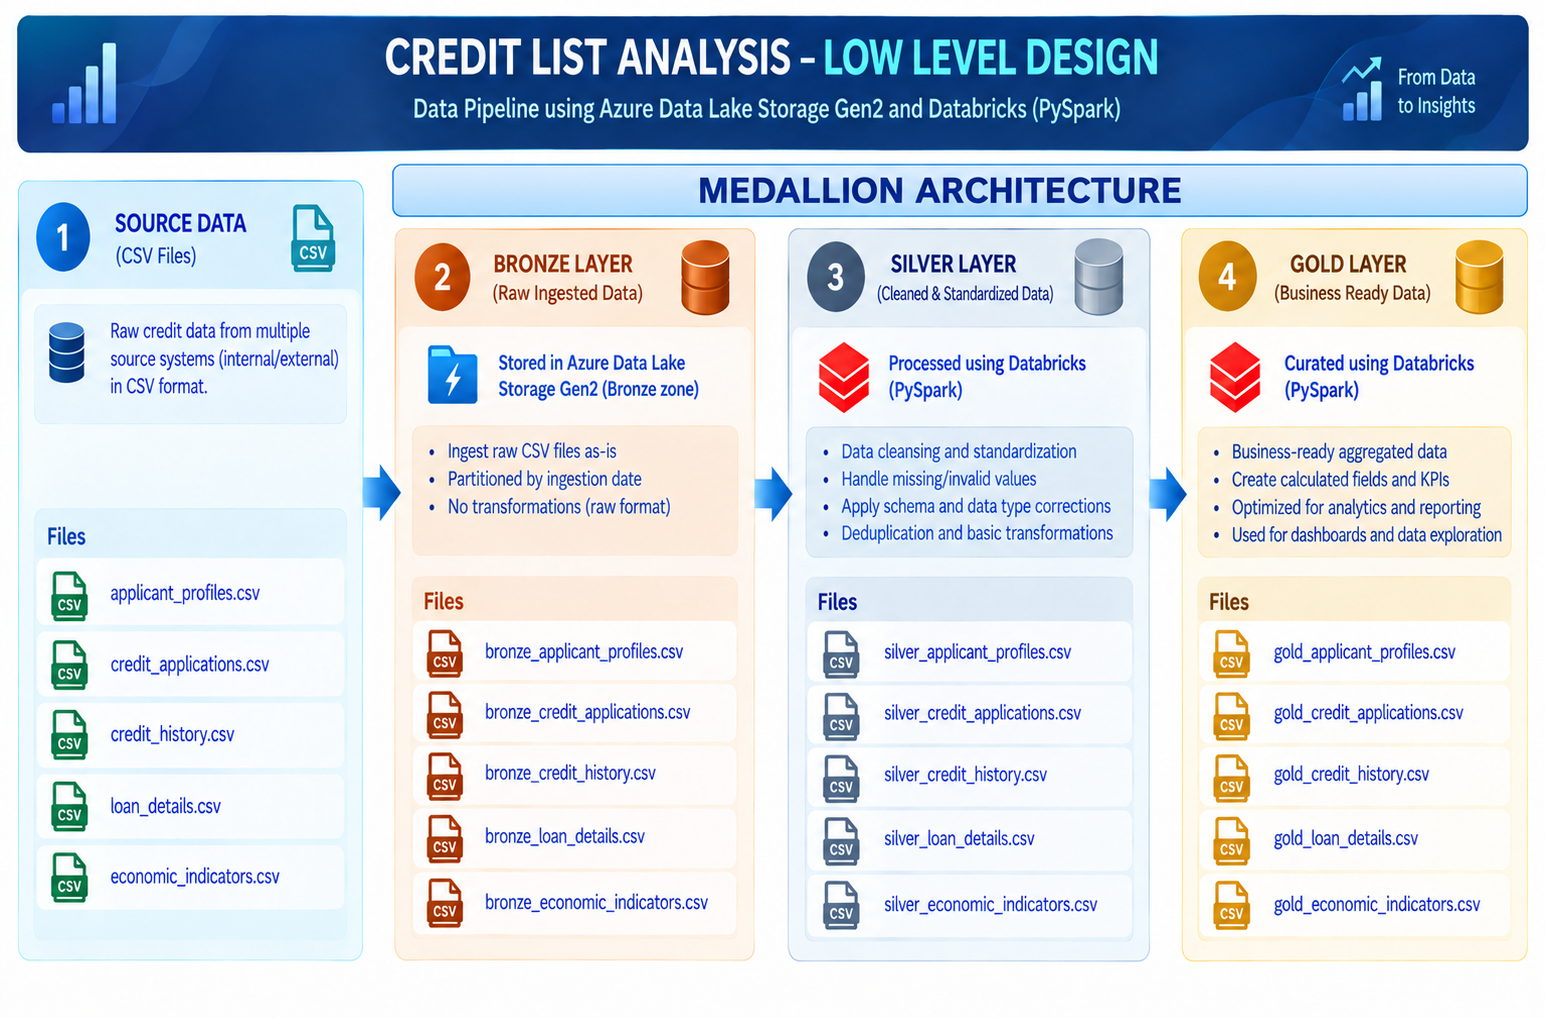 CREDIT LIST ANALYSIS – LOW LEVEL DESIGN
Data Pipeline using Azure Data Lake Storage Gen2 and Databricks (PySpark)
From Data
to Insights
MEDALLION ARCHITECTURE
1
SOURCE DATA
(CSV Files)
CSV
Raw credit data from multiple
source systems (internal/external)
in CSV format.
Files
CSV applicant_profiles.csv
CSV credit_applications.csv
CSV credit_history.csv
CSV loan_details.csv
CSV economic_indicators.csv
2
BRONZE LAYER
(Raw Ingested Data)
Stored in Azure Data Lake
Storage Gen2 (Bronze zone)
• Ingest raw CSV files as-is
• Partitioned by ingestion date
• No transformations (raw format)
Files
CSV bronze_applicant_profiles.csv
CSV bronze_credit_applications.csv
CSV bronze_credit_history.csv
CSV bronze_loan_details.csv
CSV bronze_economic_indicators.csv
3
SILVER LAYER
(Cleaned & Standardized Data)
Processed using Databricks
(PySpark)
• Data cleansing and standardization
• Handle missing/invalid values
• Apply schema and data type corrections
• Deduplication and basic transformations
Files
CSV silver_applicant_profiles.csv
CSV silver_credit_applications.csv
CSV silver_credit_history.csv
CSV silver_loan_details.csv
CSV silver_economic_indicators.csv
4
GOLD LAYER
(Business Ready Data)
Curated using Databricks
(PySpark)
• Business-ready aggregated data
• Create calculated fields and KPIs
• Optimized for analytics and reporting
• Used for dashboards and data exploration
Files
CSV gold_applicant_profiles.csv
CSV gold_credit_applications.csv
CSV gold_credit_history.csv
CSV gold_loan_details.csv
CSV gold_economic_indicators.csv